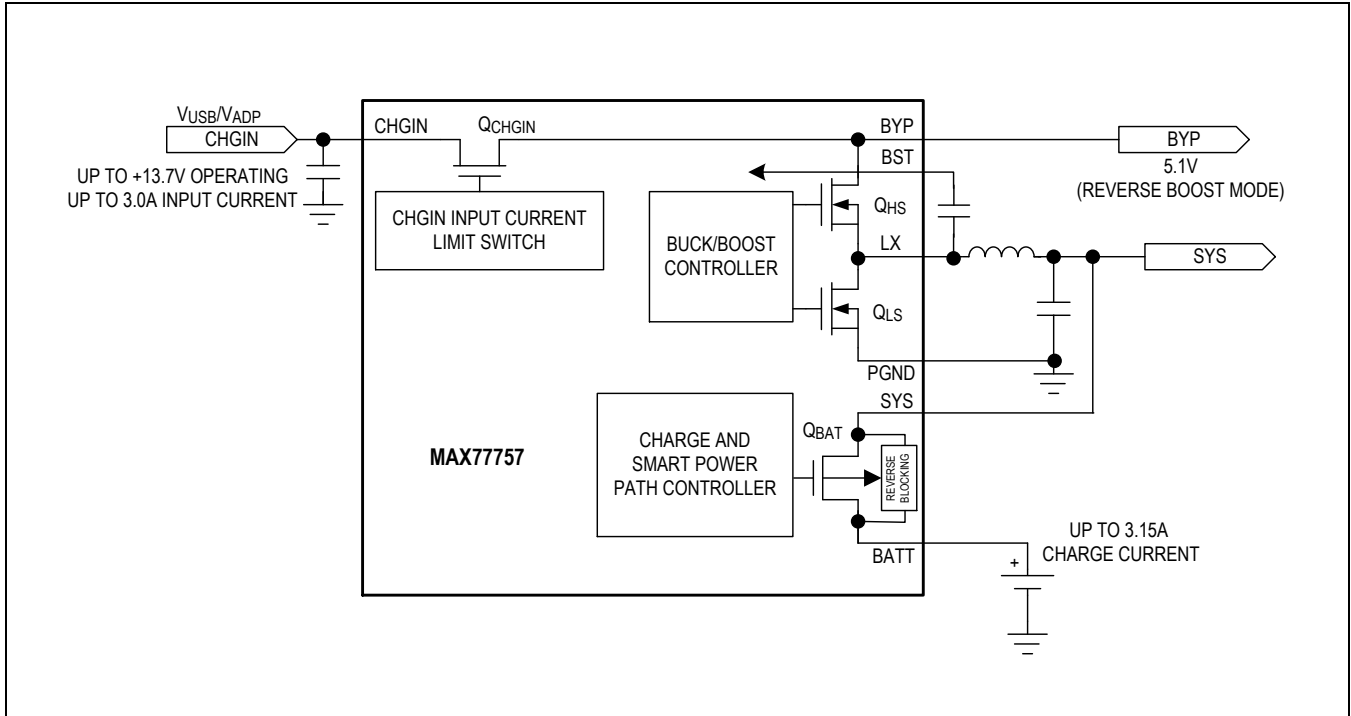 VUSB/VADP
CHGIN
UP TO +13.7V OPERATING
UP TO 3.0A INPUT CURRENT
CHGIN
QCHGIN
CHGIN INPUT CURRENT
LIMIT SWITCH
BYP
BST
BYP
5.1V
(REVERSE BOOST MODE)
BUCK/BOOST
CONTROLLER
QHS
LX
SYS
QLS
PGND
SYS
MAX77757
CHARGE AND
SMART POWER
PATH CONTROLLER
QBAT
REVERSE
BLOCKING
BATT
UP TO 3.15A
CHARGE CURRENT
+